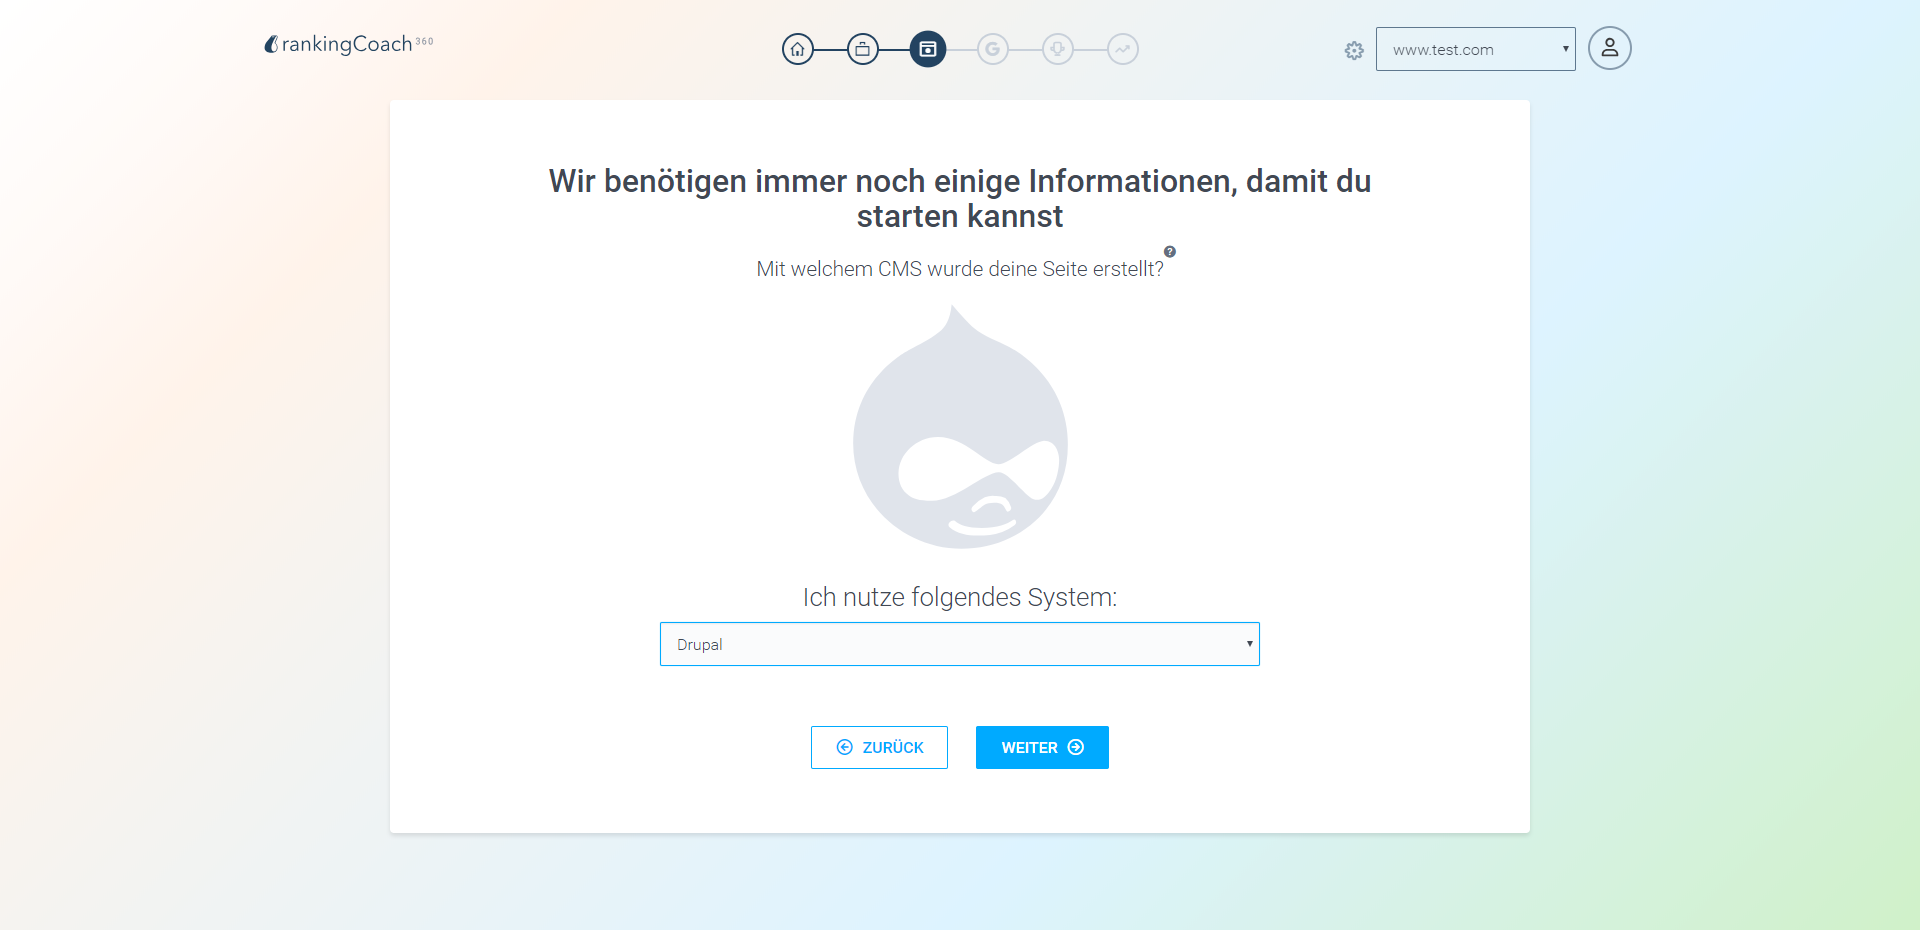 rankingCoach 360
www.test.com
Wir benötigen immer noch einige Informationen, damit du
starten kannst
Mit welchem CMS wurde deine Seite erstellt?
Ich nutze folgendes System:
Drupal
ZURÜCK
WEITER